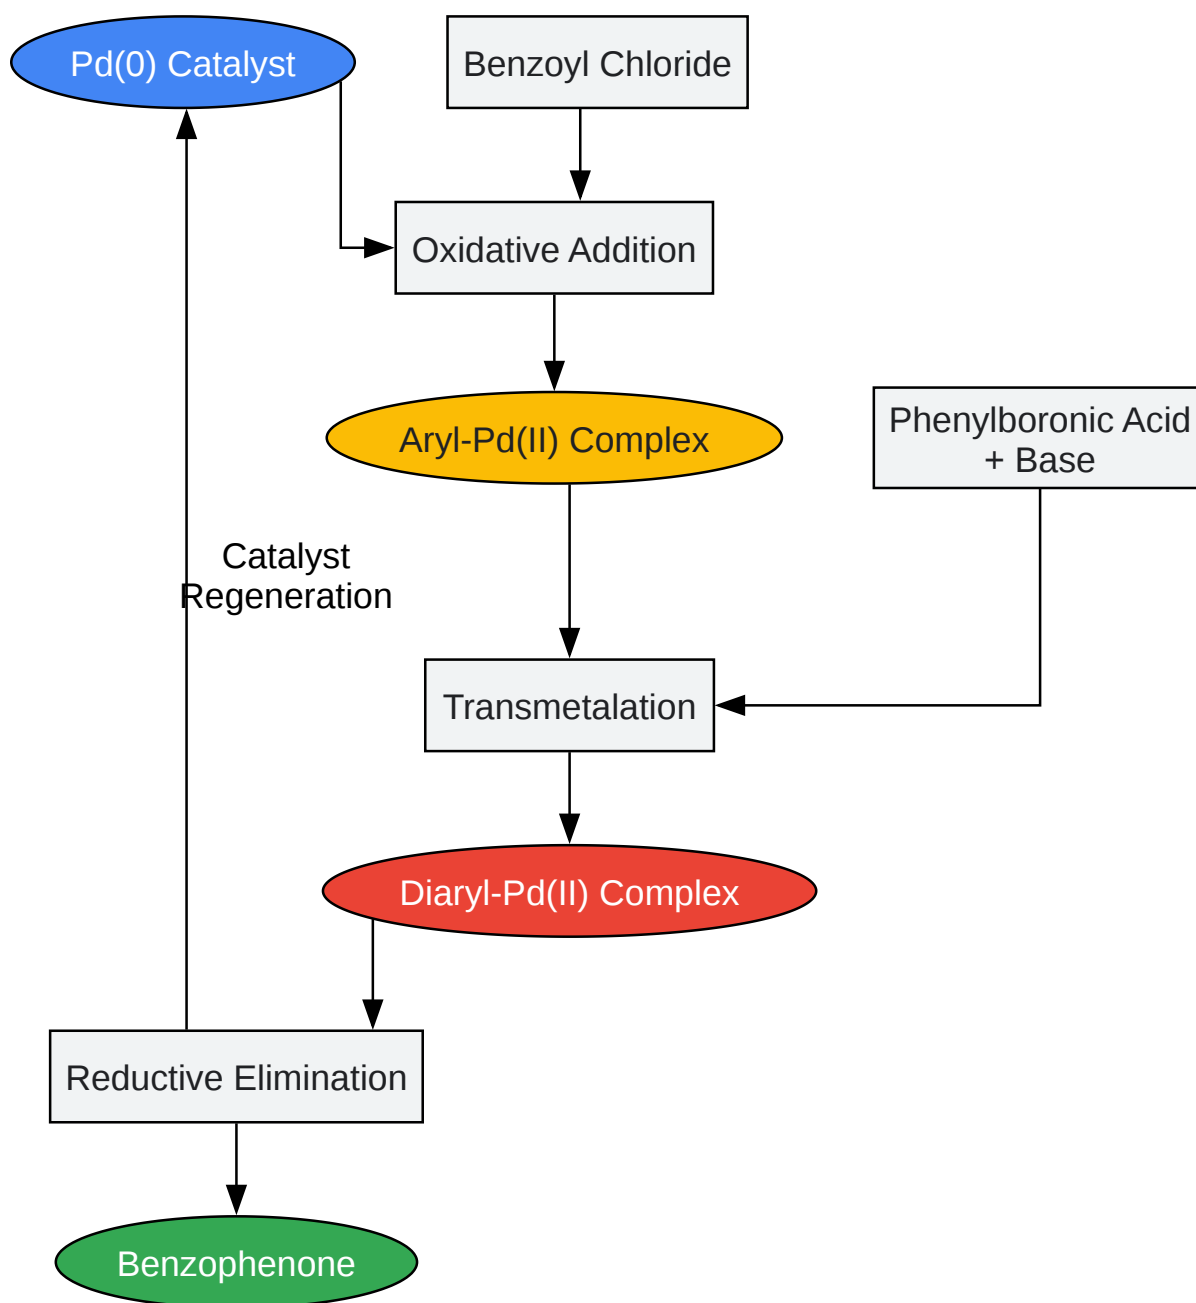 Pd(0) Catalyst
Benzoyl Chloride
Oxidative Addition
Aryl-Pd(II) Complex
Phenylboronic Acid
+ Base
Catalyst
Regeneration
Transmetalation
Diaryl-Pd(II) Complex
Reductive Elimination
Benzophenone